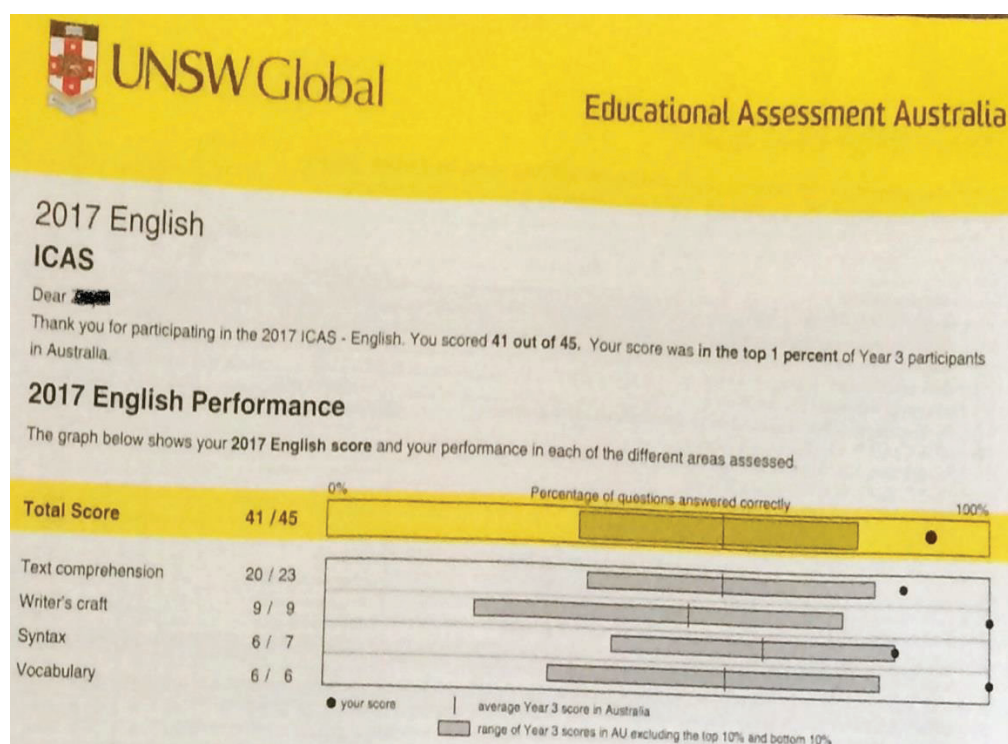 UNSW Global
Educational Assessment Australia
2017 English
ICAS
Dear
Thank you for participating in the 2017 ICAS - English. You scored 41 out of 45. Your score was in the top 1 percent of Year 3 participants
in Australia.
2017 English Performance
The graph below shows your 2017 English score and your performance in each of the different areas assessed.
0% Percentage of questions answered correctly 100%
Total Score 41 / 45
Text comprehension 20 / 23
Writer's craft 9 / 9
Syntax 6 / 7
Vocabulary 6 / 6
your score average Year 3 score in Australia
range of Year 3 scores in AU excluding the top 10% and bottom 10%